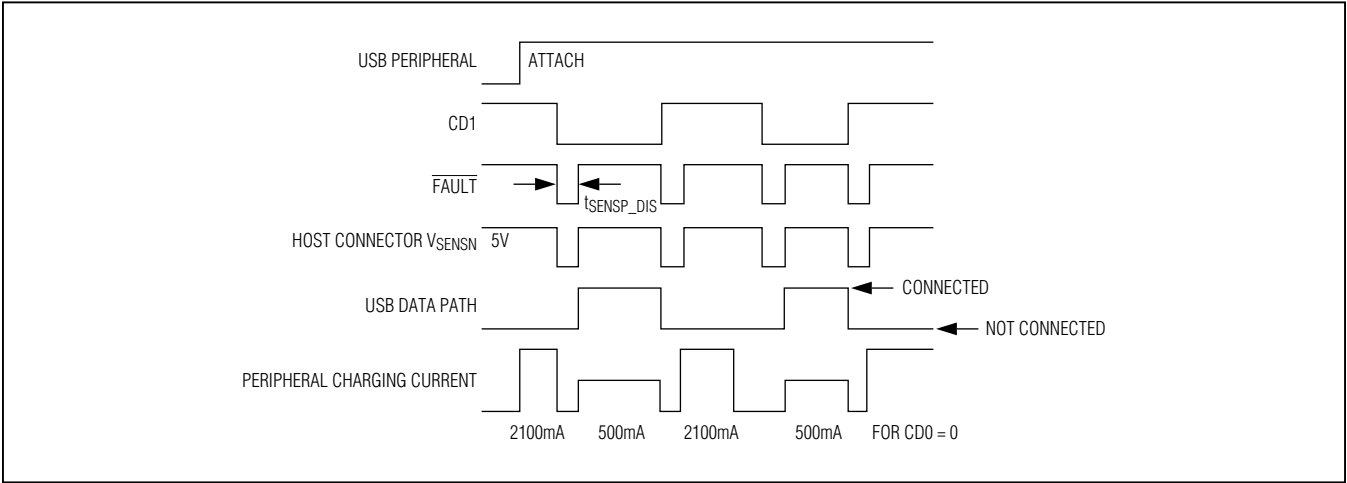 USB PERIPHERAL
ATTACH
CD1
FAULT
tSENSP_DIS
HOST CONNECTOR VSENSN 5V
USB DATA PATH
CONNECTED
NOT CONNECTED
PERIPHERAL CHARGING CURRENT
2100mA 500mA 2100mA 500mA FOR CD0 = 0